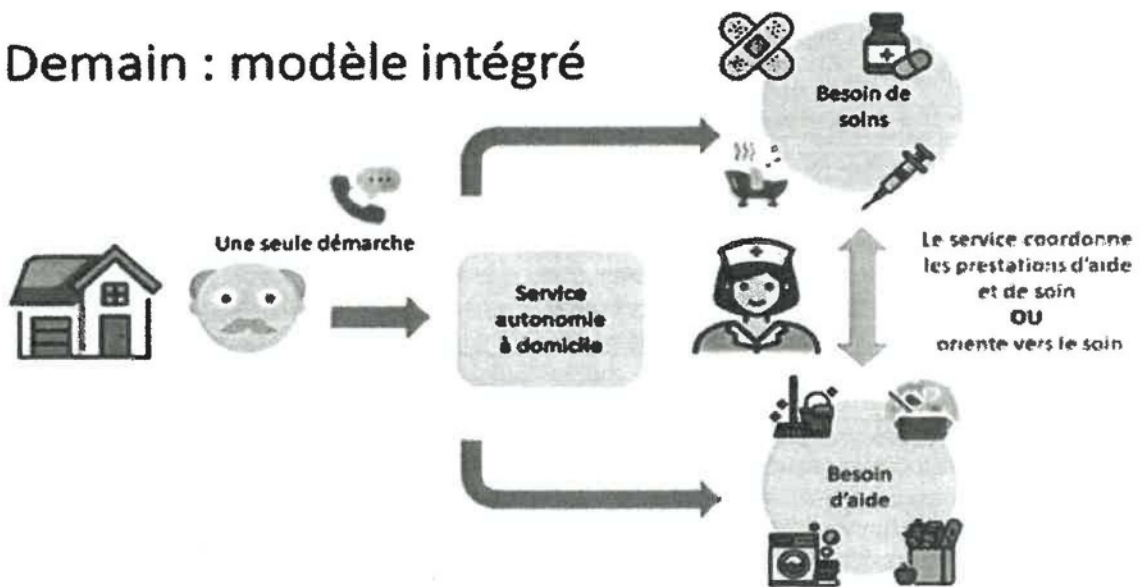 Demain : modèle intégré
Besoin de
soins
Une seule démarche
Service
autonomie
à domicile
Le service coordonne
les prestations d'aide
et de soin
OU
oriente vers le soin
Besoin
d'aide